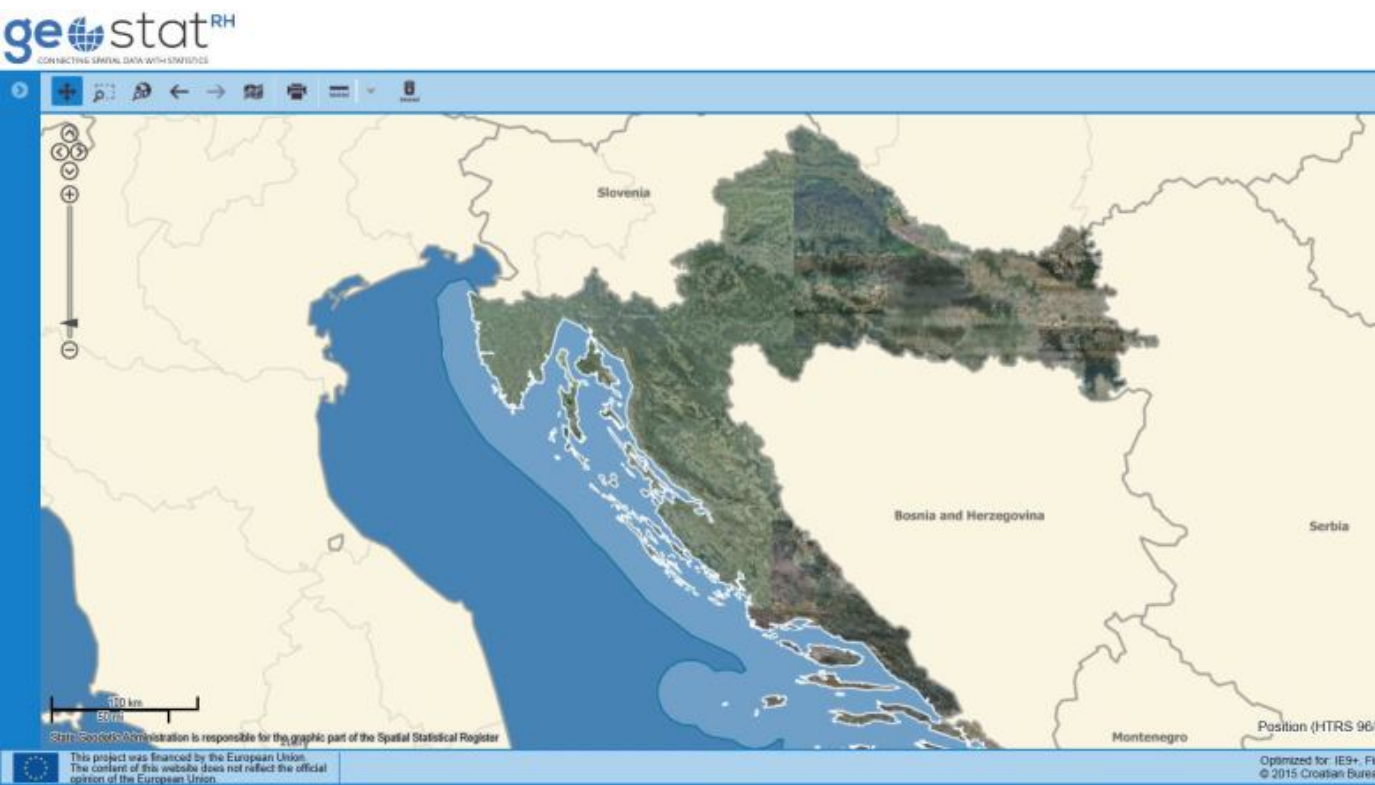 geostat RH
CONNECTING SPATIAL DATA WITH STATISTICS
Slovenia
Bosnia and Herzegovina
Serbia
100 km
50 mi
State Geodetic Administration is responsible for the graphic part of the Spatial Statistical Register
Montenegro
Position (HTRS 96/
This project was financed by the European Union.
The content of this website does not reflect the official
opinion of the European Union.
Optimized for: IE9+, Fi
© 2015 Croatian Burea